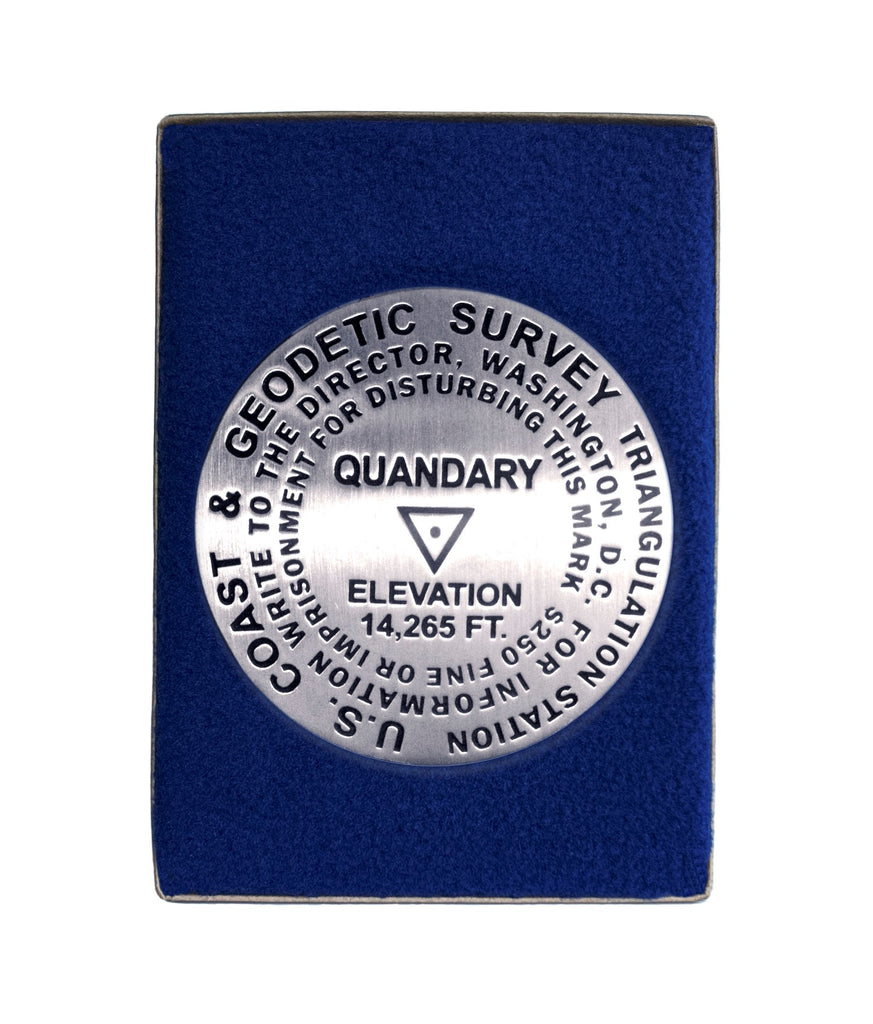 U.S. COAST & GEODETIC SURVEY TRIANGULATION STATION
FOR INFORMATION WRITE TO THE DIRECTOR, WASHINGTON, D.C.
$250 FINE OR IMPRISONMENT FOR DISTURBING THIS MARK
QUANDARY
ELEVATION
14,265 FT.